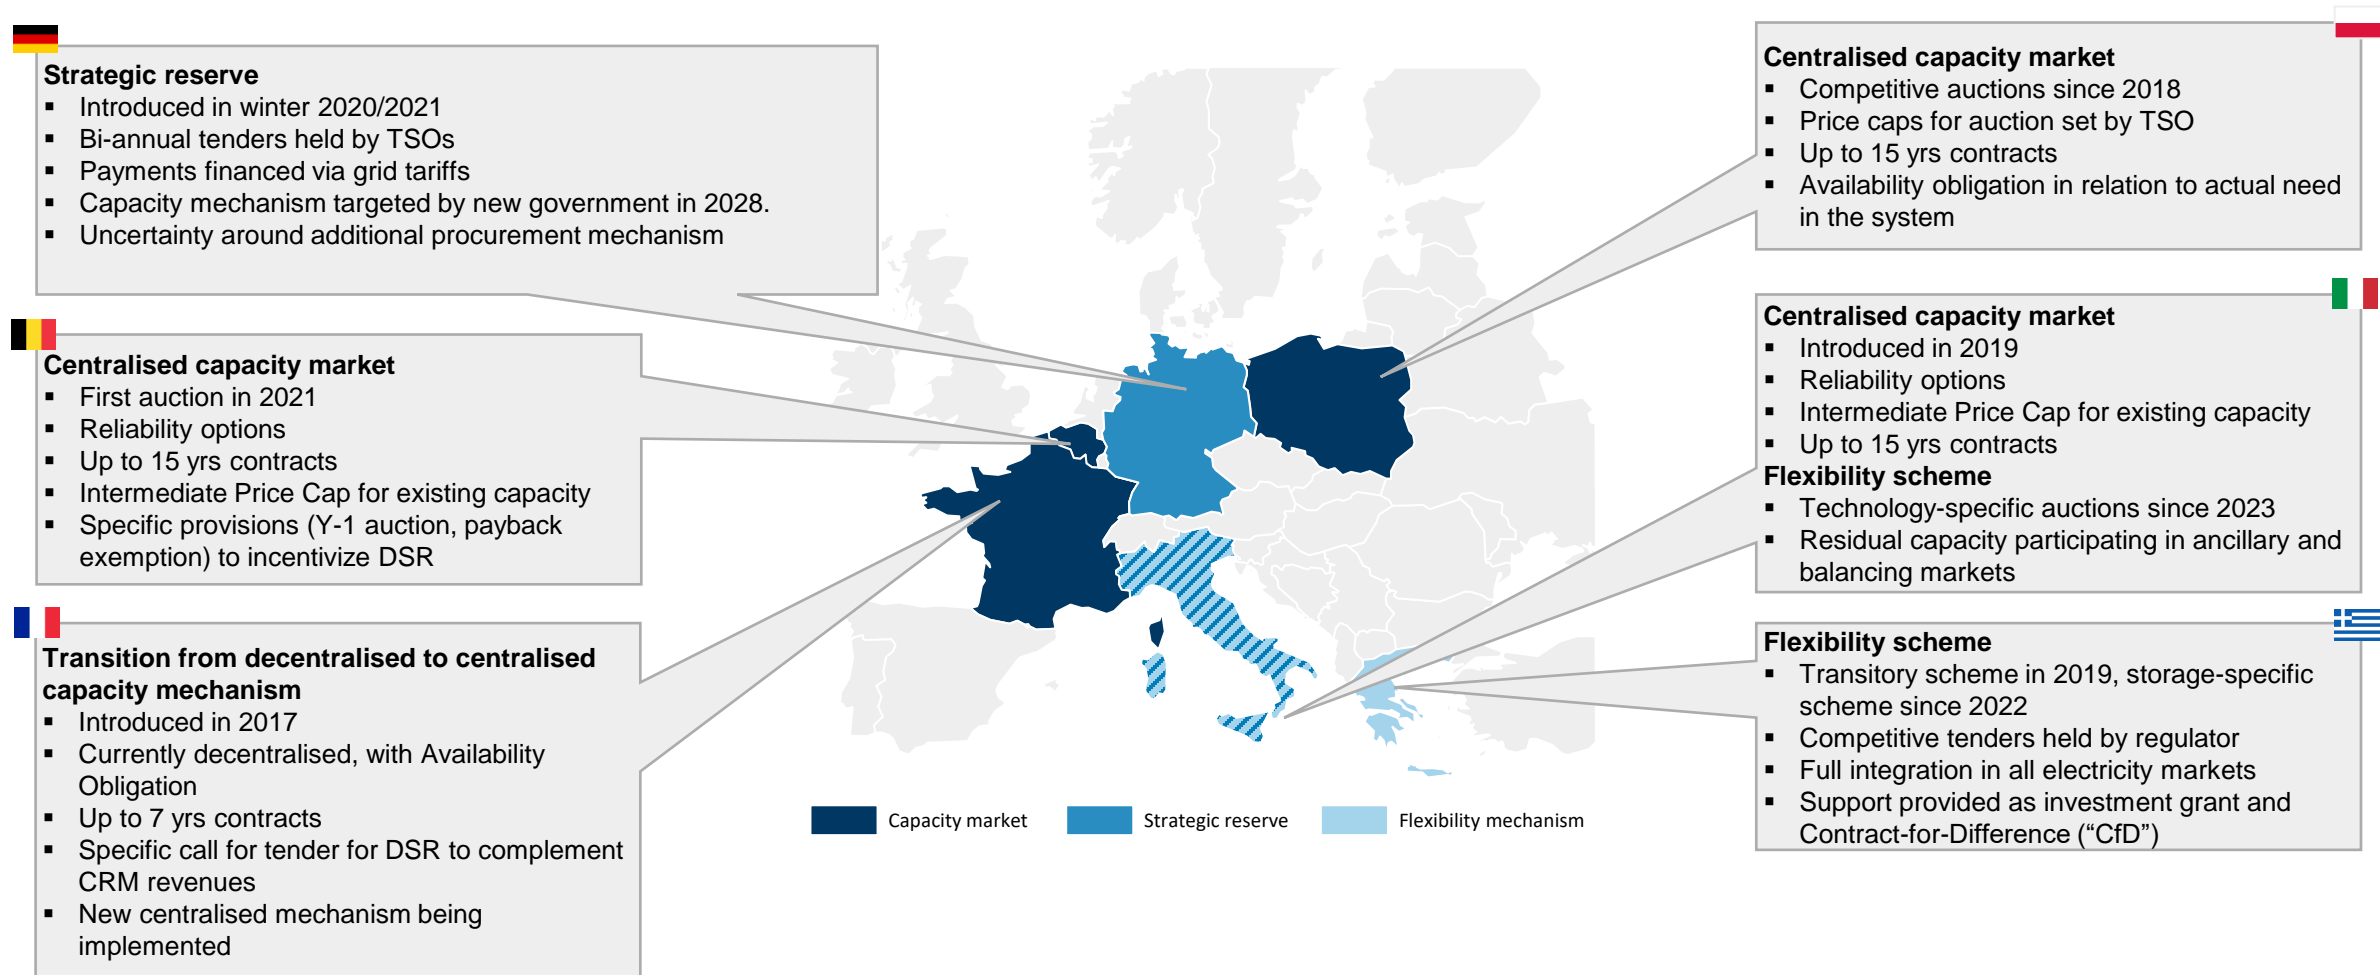 Strategic reserve
▪ Introduced in winter 2020/2021
▪ Bi-annual tenders held by TSOs
▪ Payments financed via grid tariffs
▪ Capacity mechanism targeted by new government in 2028.
▪ Uncertainty around additional procurement mechanism
Centralised capacity market
▪ First auction in 2021
▪ Reliability options
▪ Up to 15 yrs contracts
▪ Intermediate Price Cap for existing capacity
▪ Specific provisions (Y-1 auction, payback
exemption) to incentivize DSR
Transition from decentralised to centralised
capacity mechanism
▪ Introduced in 2017
▪ Currently decentralised, with Availability
Obligation
▪ Up to 7 yrs contracts
▪ Specific call for tender for DSR to complement
CRM revenues
▪ New centralised mechanism being
implemented
Capacity market
Strategic reserve
Flexibility mechanism
Centralised capacity market
▪ Competitive auctions since 2018
▪ Price caps for auction set by TSO
▪ Up to 15 yrs contracts
▪ Availability obligation in relation to actual need
in the system
Centralised capacity market
▪ Introduced in 2019
▪ Reliability options
▪ Intermediate Price Cap for existing capacity
▪ Up to 15 yrs contracts
Flexibility scheme
▪ Technology-specific auctions since 2023
▪ Residual capacity participating in ancillary and
balancing markets
Flexibility scheme
▪ Transitory scheme in 2019, storage-specific
scheme since 2022
▪ Competitive tenders held by regulator
▪ Full integration in all electricity markets
▪ Support provided as investment grant and
Contract-for-Difference (“CfD”)